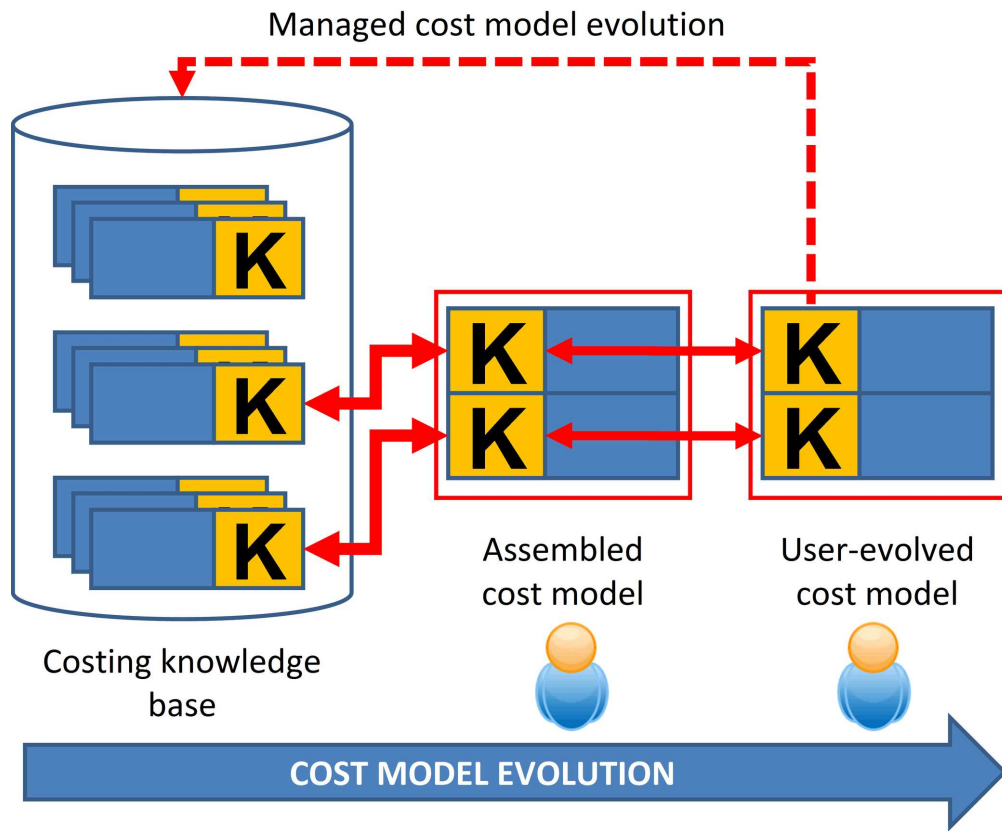 Managed cost model evolution
K
K
K
K
K
K
K
Assembled
cost model
User-evolved
cost model
Costing knowledge
base
COST MODEL EVOLUTION